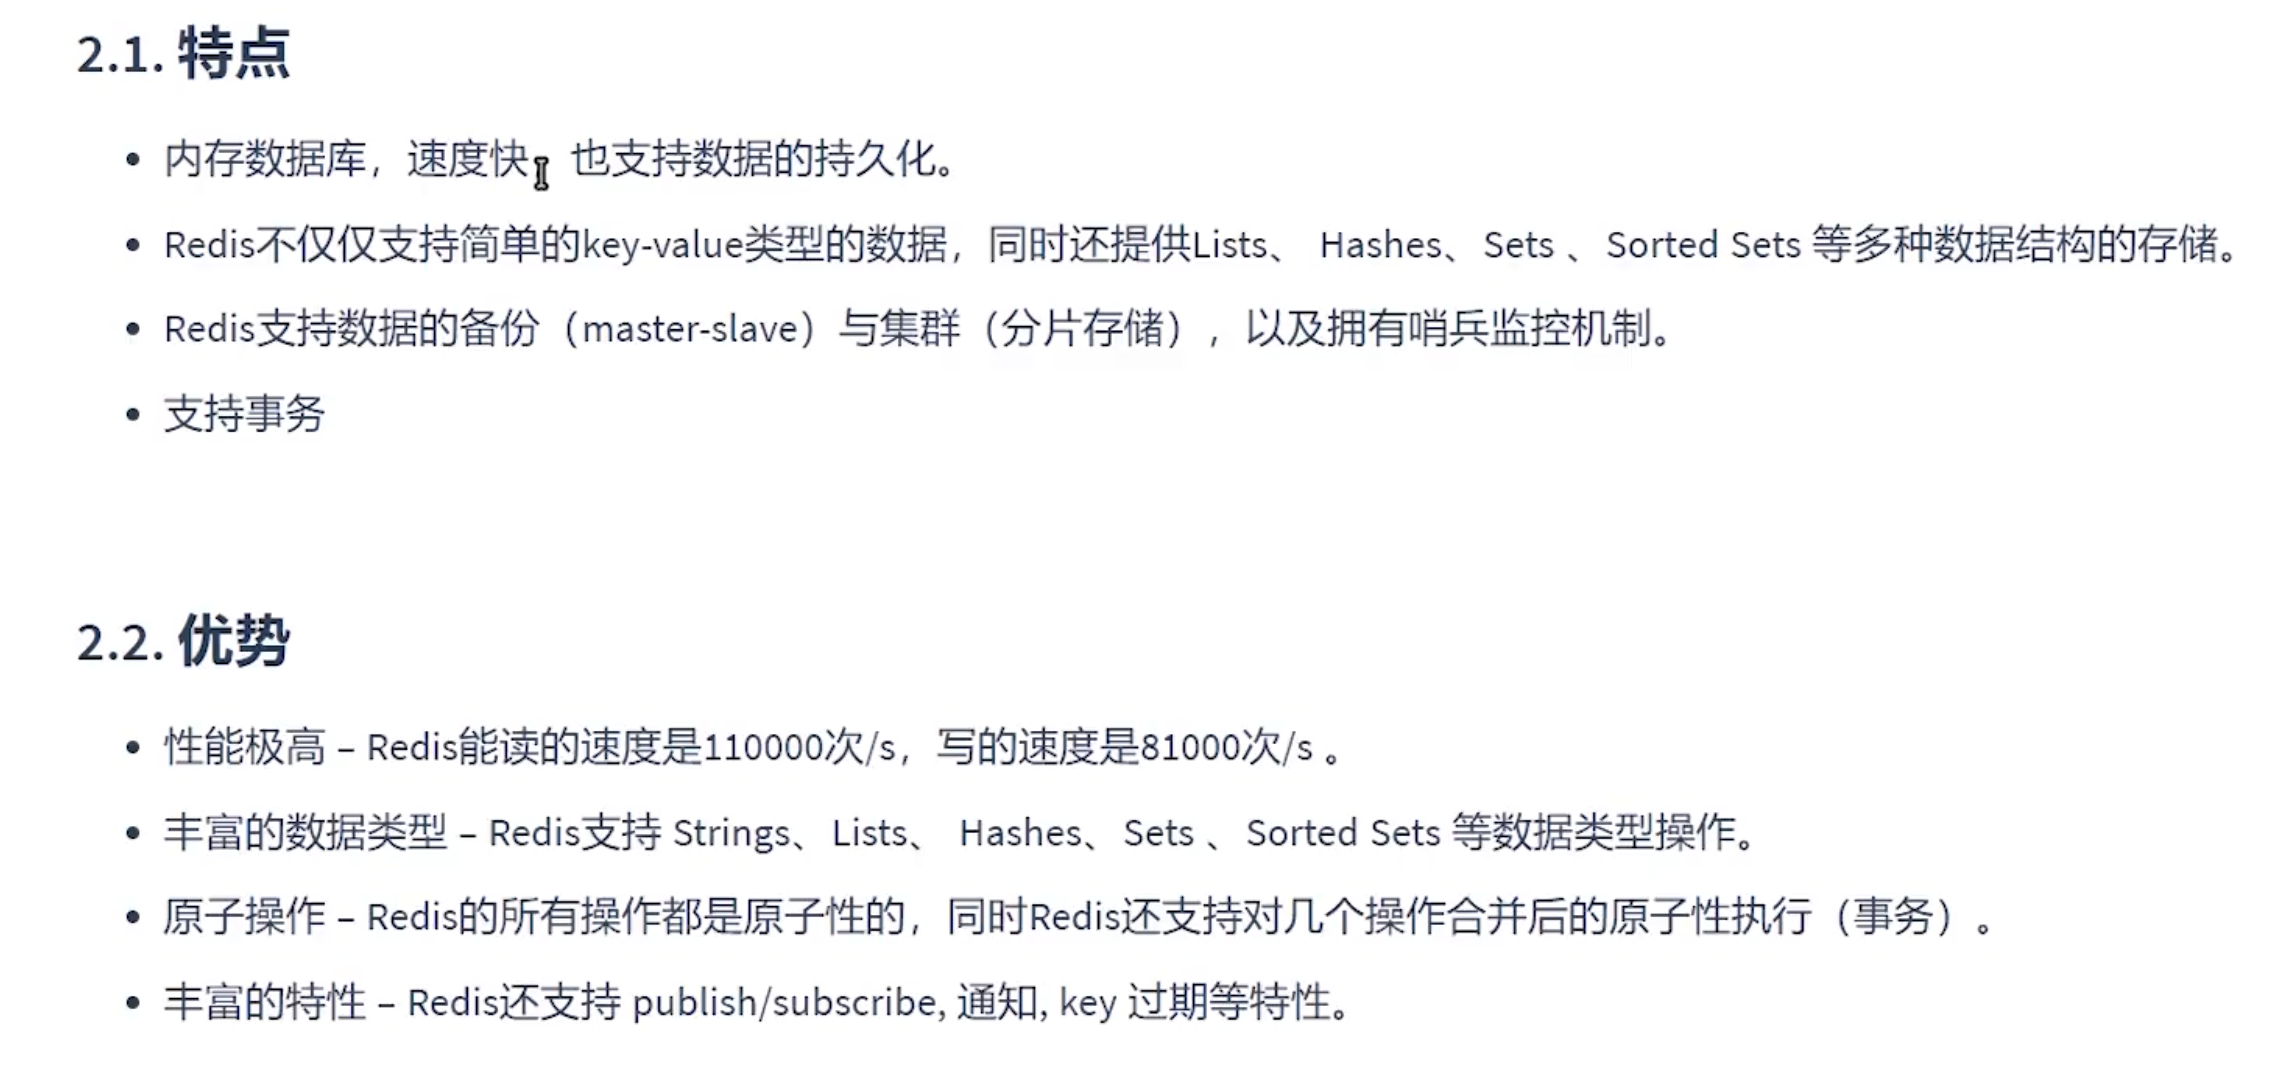 2.1. 特点
• 内存数据库，速度快 也支持数据的持久化。
• Redis不仅仅支持简单的key-value类型的数据，同时还提供Lists、 Hashes、Sets 、Sorted Sets 等多种数据结构的存储。
• Redis支持数据的备份（master-slave）与集群（分片存储），以及拥有哨兵监控机制。
• 支持事务
2.2. 优势
• 性能极高 – Redis能读的速度是110000次/s，写的速度是81000次/s 。
• 丰富的数据类型 – Redis支持 Strings、Lists、 Hashes、Sets 、Sorted Sets 等数据类型操作。
• 原子操作 – Redis的所有操作都是原子性的，同时Redis还支持对几个操作合并后的原子性执行（事务）。
• 丰富的特性 – Redis还支持 publish/subscribe, 通知, key 过期等特性。